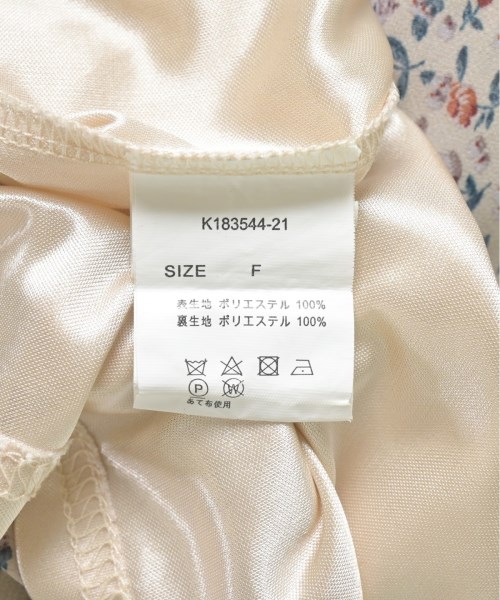 K183544-21
SIZE F
表生地 ポリエステル 100%
裏生地 ポリエステル 100%
P W
あて布使用